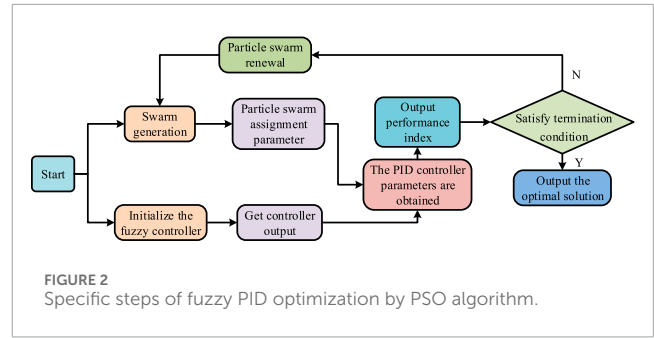 Particle swarm
renewal
N
Swarm
generation
Particle swarm
assignment
parameter
Output
performance
index
Satisfy termination
condition
Start
The PID controller
parameters are
obtained
Y
Output the
optimal solution
Initialize the
fuzzy controller
Get controller
output
FIGURE 2
Specific steps of fuzzy PID optimization by PSO algorithm.